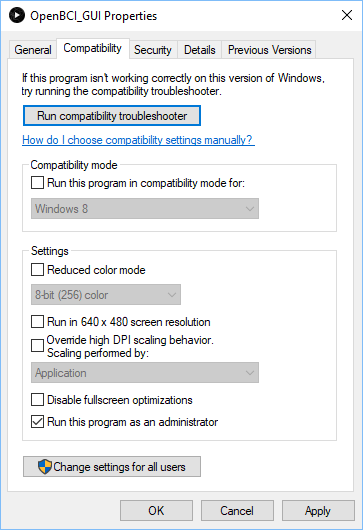 OpenBCI_GUI Properties
General Compatibility Security Details Previous Versions
If this program isn't working correctly on this version of Windows,
try running the compatibility troubleshooter.
Run compatibility troubleshooter
How do I choose compatibility settings manually?
Compatibility mode
Run this program in compatibility mode for:
Windows 8
Settings
Reduced color mode
8-bit (256) color
Run in 640 x 480 screen resolution
Override high DPI scaling behavior.
Scaling performed by:
Application
Disable fullscreen optimizations
Run this program as an administrator
Change settings for all users
OK Cancel Apply